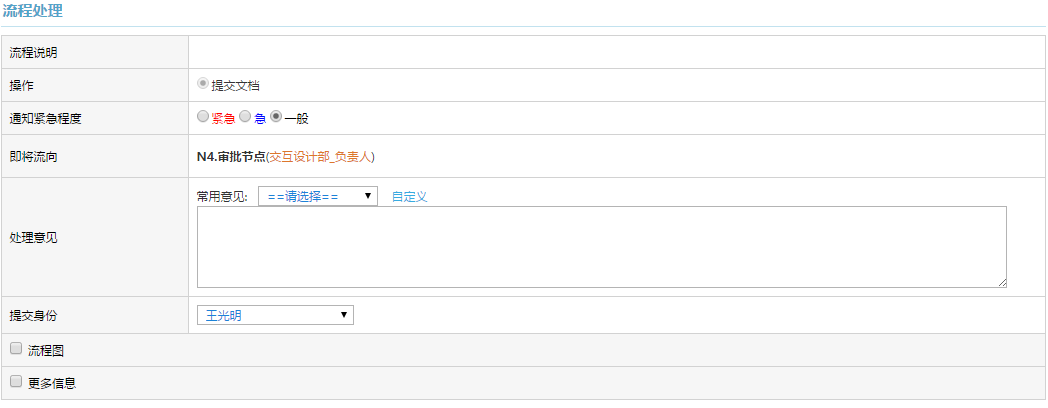 流程处理
流程说明
操作 提交文档
通知紧急程度 紧急 急 一般
即将流向 N4.审批节点(交互设计部_负责人)
常用意见: ==请选择== 自定义
处理意见
提交身份 王光明
流程图
更多信息